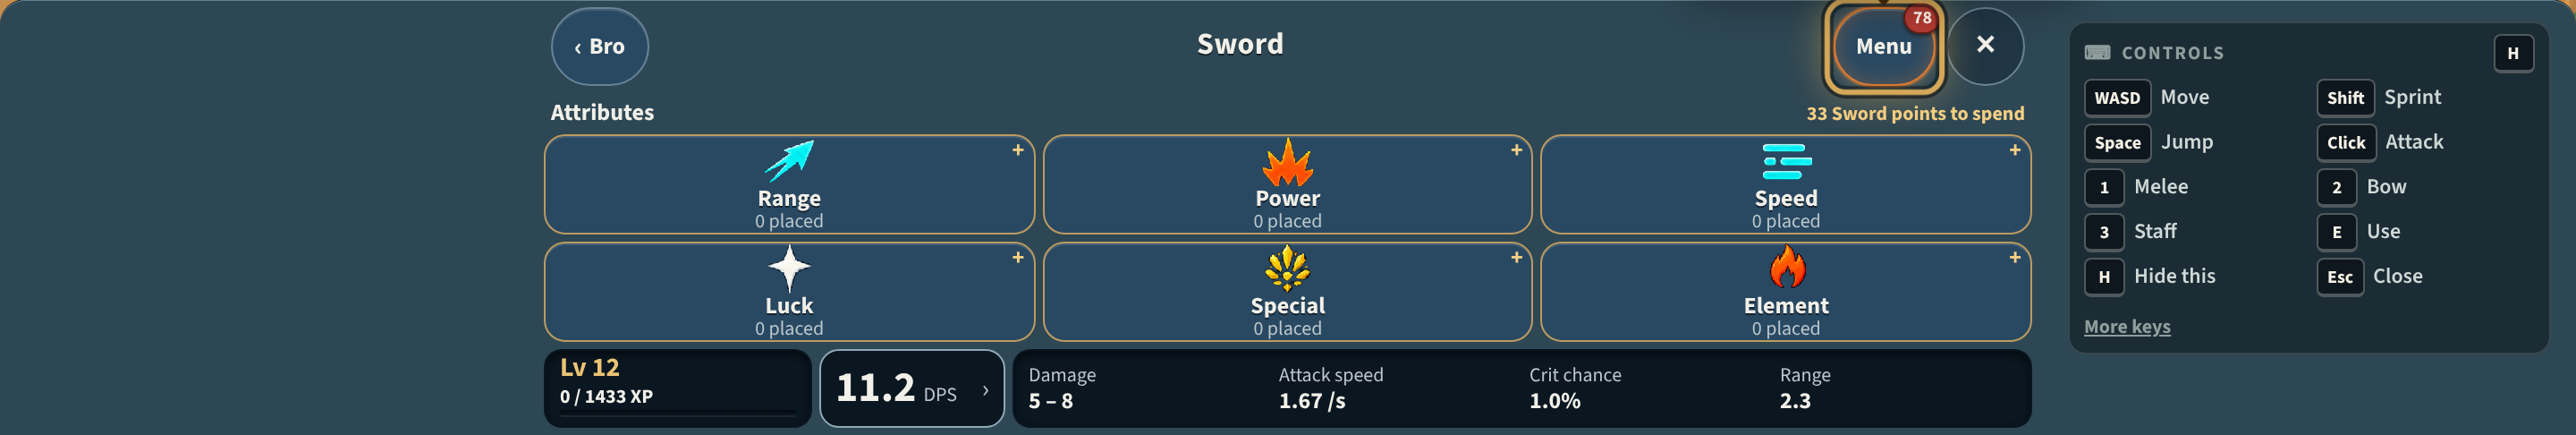 ‹ Bro
Sword
Menu
78
✕
Attributes
33 Sword points to spend
+
Range
0 placed
+
Power
0 placed
+
Speed
0 placed
+
Luck
0 placed
+
Special
0 placed
+
Element
0 placed
Lv 12
0 / 1433 XP
11.2 DPS ›
Damage
5 – 8
Attack speed
1.67 /s
Crit chance
1.0%
Range
2.3
CONTROLS
H
WASD Move
Shift Sprint
Space Jump
Click Attack
1 Melee
2 Bow
3 Staff
E Use
H Hide this
Esc Close
More keys